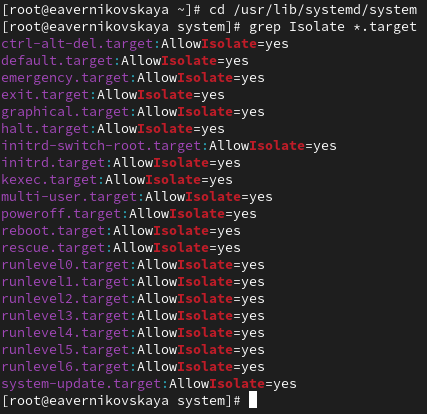 [root@eavernikovskaya ~]# cd /usr/lib/systemd/system
[root@eavernikovskaya system]# grep Isolate *.target
ctrl-alt-del.target:AllowIsolate=yes
default.target:AllowIsolate=yes
emergency.target:AllowIsolate=yes
exit.target:AllowIsolate=yes
graphical.target:AllowIsolate=yes
halt.target:AllowIsolate=yes
initrd-switch-root.target:AllowIsolate=yes
initrd.target:AllowIsolate=yes
kexec.target:AllowIsolate=yes
multi-user.target:AllowIsolate=yes
poweroff.target:AllowIsolate=yes
reboot.target:AllowIsolate=yes
rescue.target:AllowIsolate=yes
runlevel0.target:AllowIsolate=yes
runlevel1.target:AllowIsolate=yes
runlevel2.target:AllowIsolate=yes
runlevel3.target:AllowIsolate=yes
runlevel4.target:AllowIsolate=yes
runlevel5.target:AllowIsolate=yes
runlevel6.target:AllowIsolate=yes
system-update.target:AllowIsolate=yes
[root@eavernikovskaya system]#